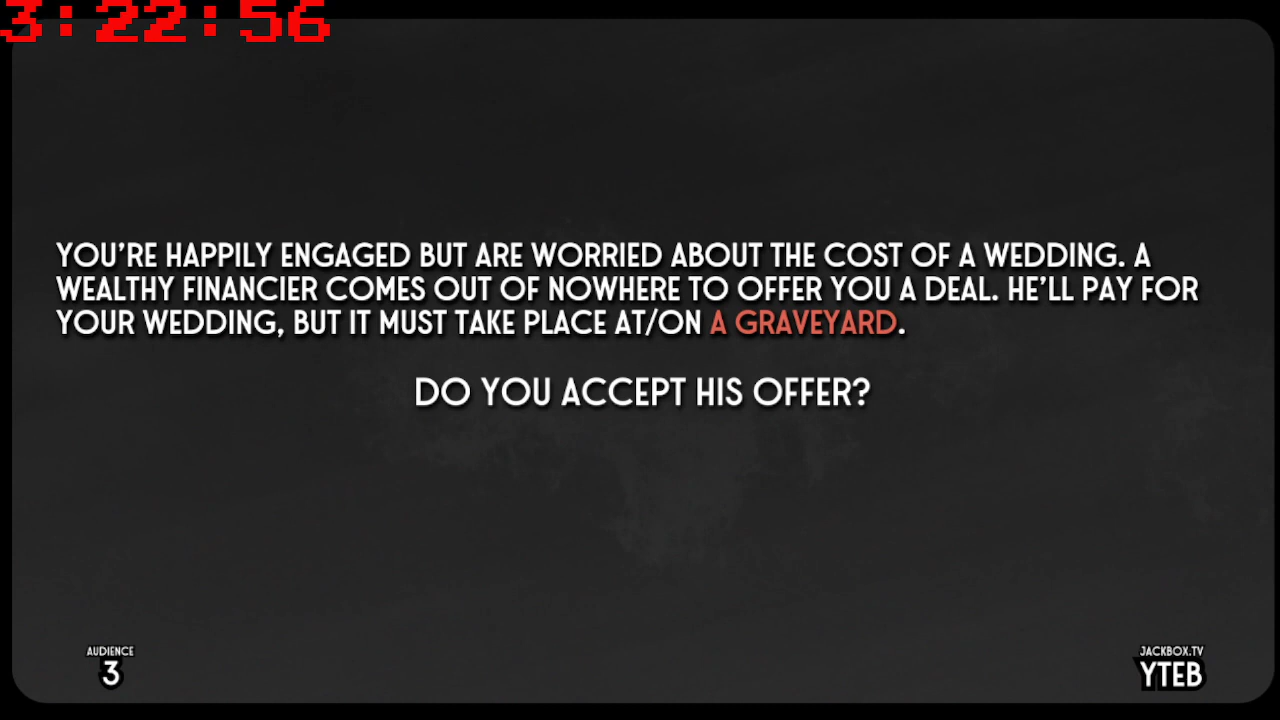 3:22:56
YOU'RE HAPPILY ENGAGED BUT ARE WORRIED ABOUT THE COST OF A WEDDING. A
WEALTHY FINANCIER COMES OUT OF NOWHERE TO OFFER YOU A DEAL. HE'LL PAY FOR
YOUR WEDDING, BUT IT MUST TAKE PLACE AT/ON A GRAVEYARD.
DO YOU ACCEPT HIS OFFER?
AUDIENCE
3
JACKBOX.TV
YTEB